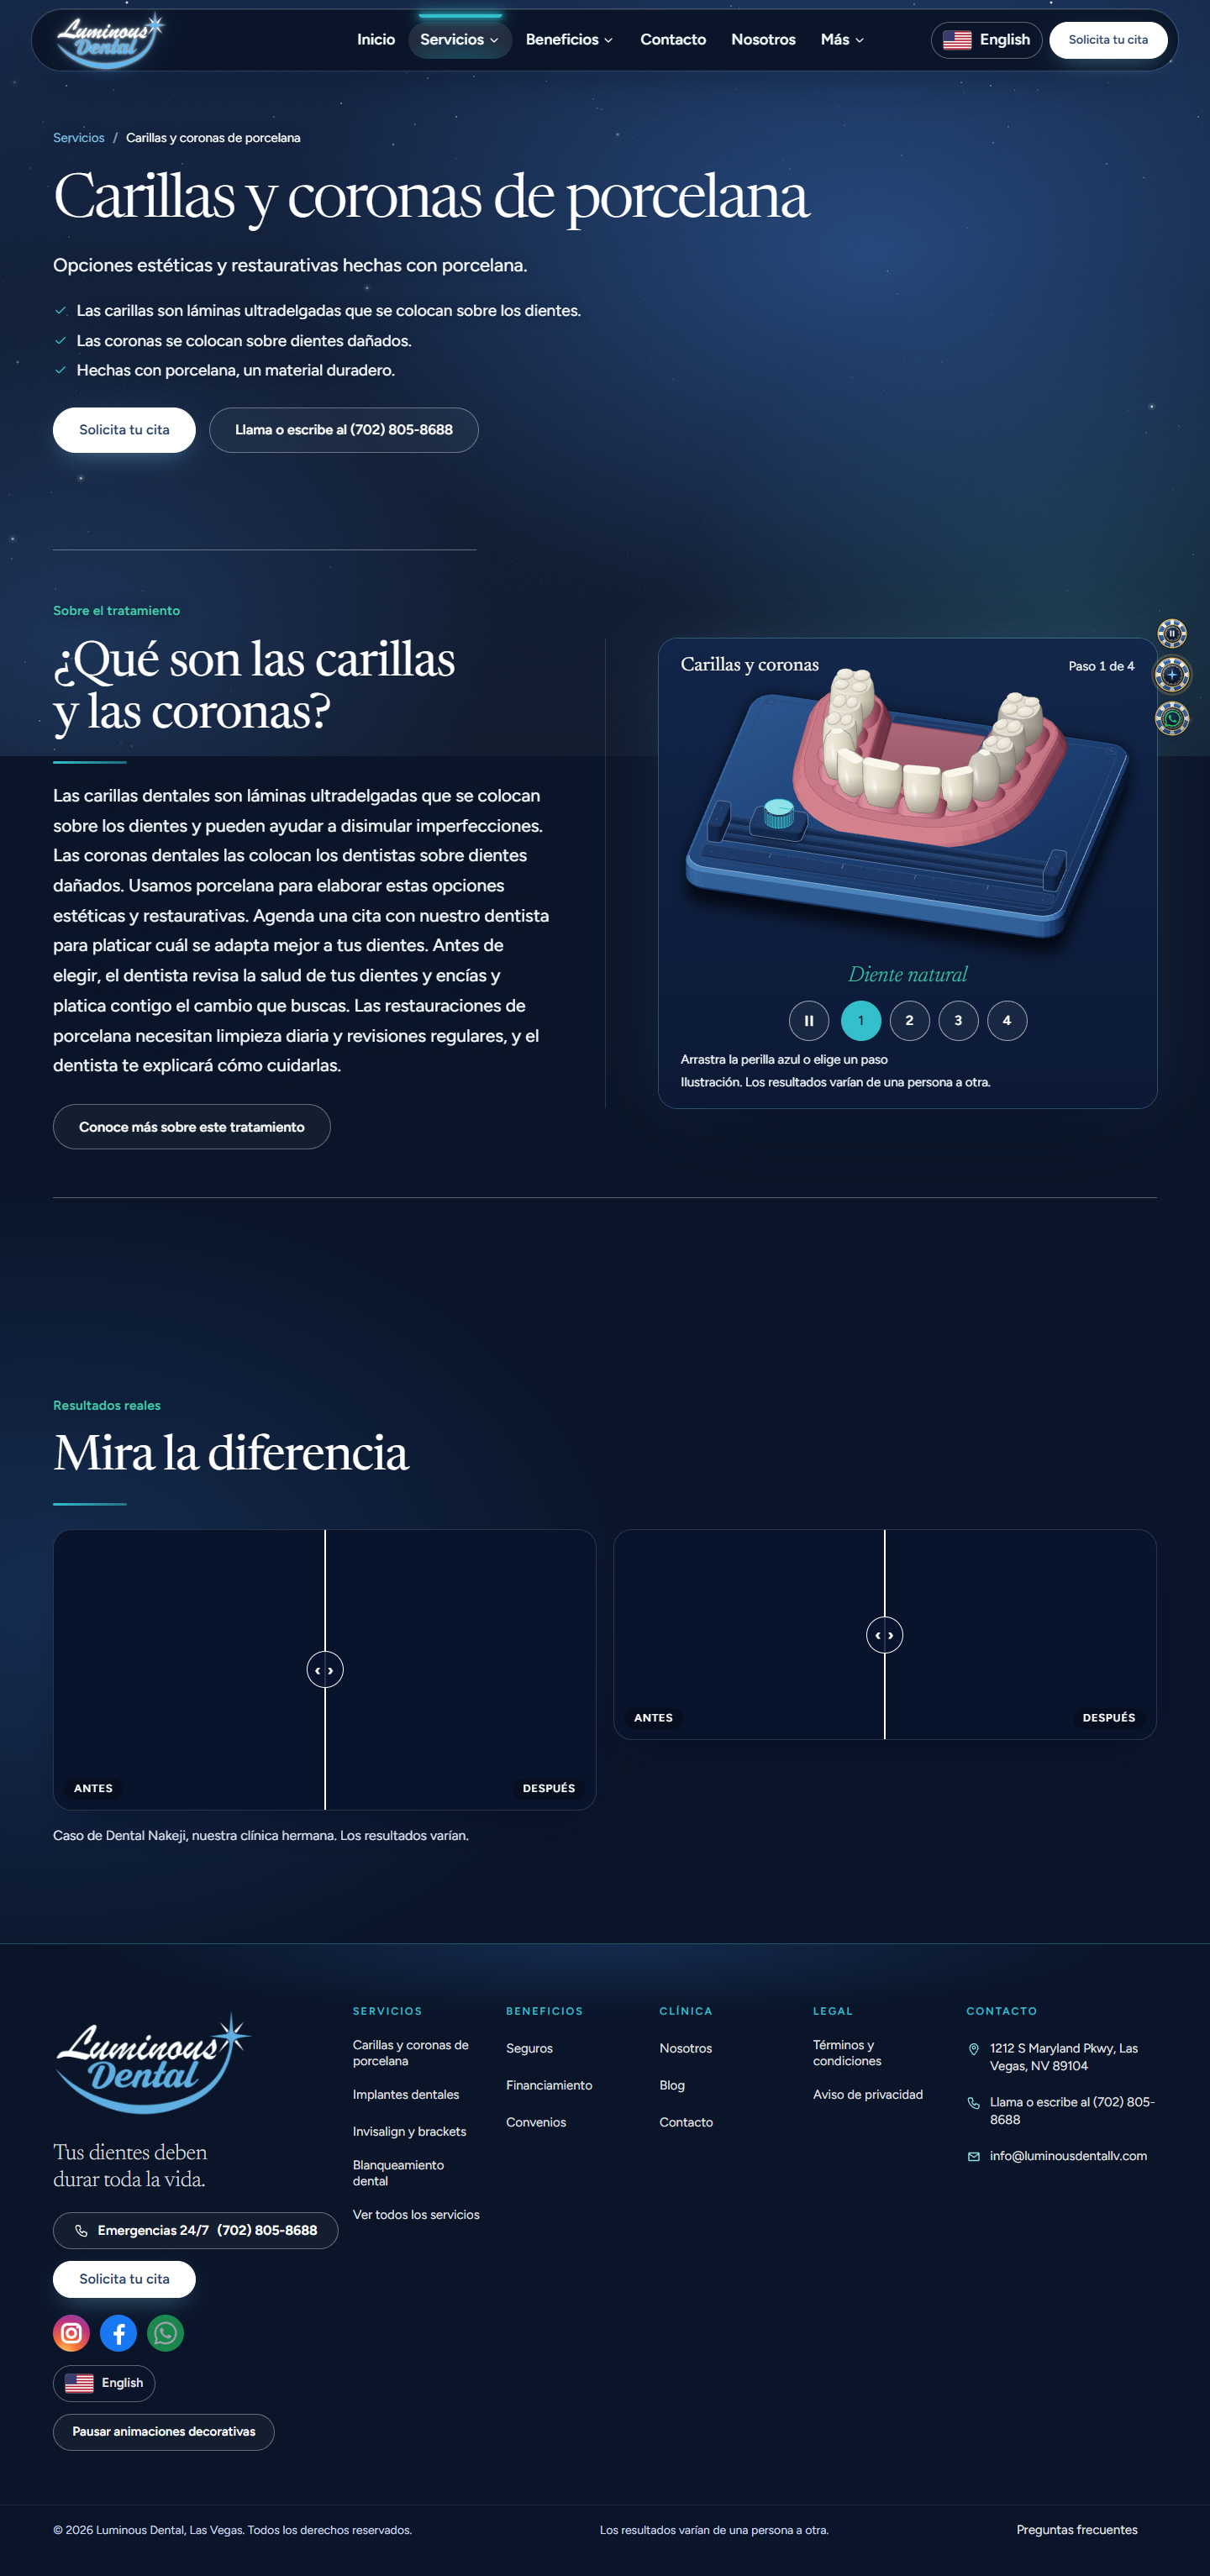 Luminous
Dental
Inicio
Servicios
Beneficios
Contacto
Nosotros
Más
English
Solicita tu cita
Servicios / Carillas y coronas de porcelana
Carillas y coronas de porcelana
Opciones estéticas y restaurativas hechas con porcelana.
Las carillas son láminas ultradelgadas que se colocan sobre los dientes.
Las coronas se colocan sobre dientes dañados.
Hechas con porcelana, un material duradero.
Solicita tu cita
Llama o escribe al (702) 805-8688
Sobre el tratamiento
¿Qué son las carillas
y las coronas?
Las carillas dentales son láminas ultradelgadas que se colocan
sobre los dientes y pueden ayudar a disimular imperfecciones.
Las coronas dentales las colocan los dentistas sobre dientes
dañados. Usamos porcelana para elaborar estas opciones
estéticas y restaurativas. Agenda una cita con nuestro dentista
para platicar cuál se adapta mejor a tus dientes. Antes de
elegir, el dentista revisa la salud de tus dientes y encías y
platica contigo el cambio que buscas. Las restauraciones de
porcelana necesitan limpieza diaria y revisiones regulares, y el
dentista te explicará cómo cuidarlas.
Conoce más sobre este tratamiento
Carillas y coronas
Paso 1 de 4
Diente natural
1
2
3
4
Arrastra la perilla azul o elige un paso
Ilustración. Los resultados varían de una persona a otra.
Resultados reales
Mira la diferencia
ANTES
DESPUÉS
ANTES
DESPUÉS
Caso de Dental Nakeji, nuestra clínica hermana. Los resultados varían.
Luminous
Dental
Tus dientes deben
durar toda la vida.
Emergencias 24/7 (702) 805-8688
Solicita tu cita
English
Pausar animaciones decorativas
SERVICIOS
Carillas y coronas de
porcelana
Implantes dentales
Invisalign y brackets
Blanqueamiento
dental
Ver todos los servicios
BENEFICIOS
Seguros
Financiamiento
Convenios
CLÍNICA
Nosotros
Blog
Contacto
LEGAL
Términos y
condiciones
Aviso de privacidad
CONTACTO
1212 S Maryland Pkwy, Las
Vegas, NV 89104
Llama o escribe al (702) 805-
8688
info@luminousdentallv.com
© 2026 Luminous Dental, Las Vegas. Todos los derechos reservados.
Los resultados varían de una persona a otra.
Preguntas frecuentes